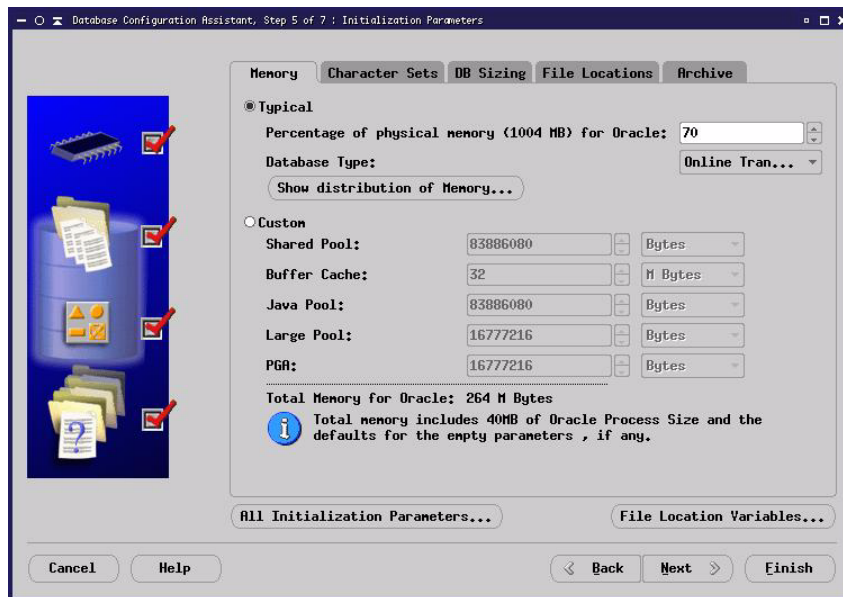 Database Configuration Assistant, Step 5 of 7 : Initialization Parameters
Memory Character Sets DB Sizing File Locations Archive
Typical
Percentage of physical memory (1004 MB) for Oracle: 70
Database Type: Online Tran...
Show distribution of Memory...
Custom
Shared Pool: 83886080 Bytes
Buffer Cache: 32 M Bytes
Java Pool: 83886080 Bytes
Large Pool: 16777216 Bytes
PGA: 16777216 Bytes
Total Memory for Oracle: 264 M Bytes
Total memory includes 40MB of Oracle Process Size and the
defaults for the empty parameters , if any.
All Initialization Parameters... File Location Variables...
Cancel Help Back Next Finish